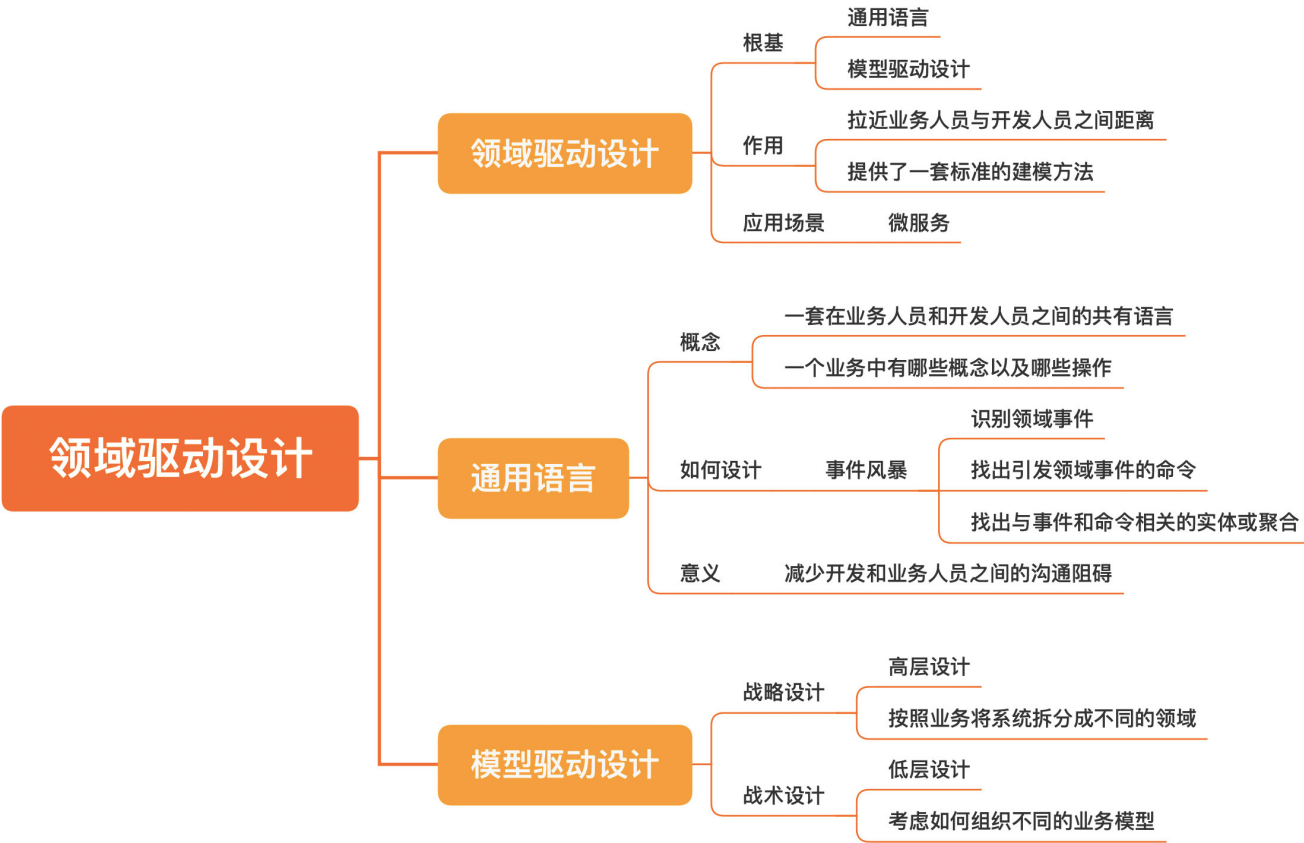 领域驱动设计
领域驱动设计
根基
通用语言
模型驱动设计
作用
拉近业务人员与开发人员之间距离
提供了一套标准的建模方法
应用场景
微服务
通用语言
概念
一套在业务人员和开发人员之间的共有语言
一个业务中有哪些概念以及哪些操作
如何设计
事件风暴
识别领域事件
找出引发领域事件的命令
找出与事件和命令相关的实体或聚合
意义
减少开发和业务人员之间的沟通阻碍
模型驱动设计
战略设计
高层设计
按照业务将系统拆分成不同的领域
战术设计
低层设计
考虑如何组织不同的业务模型